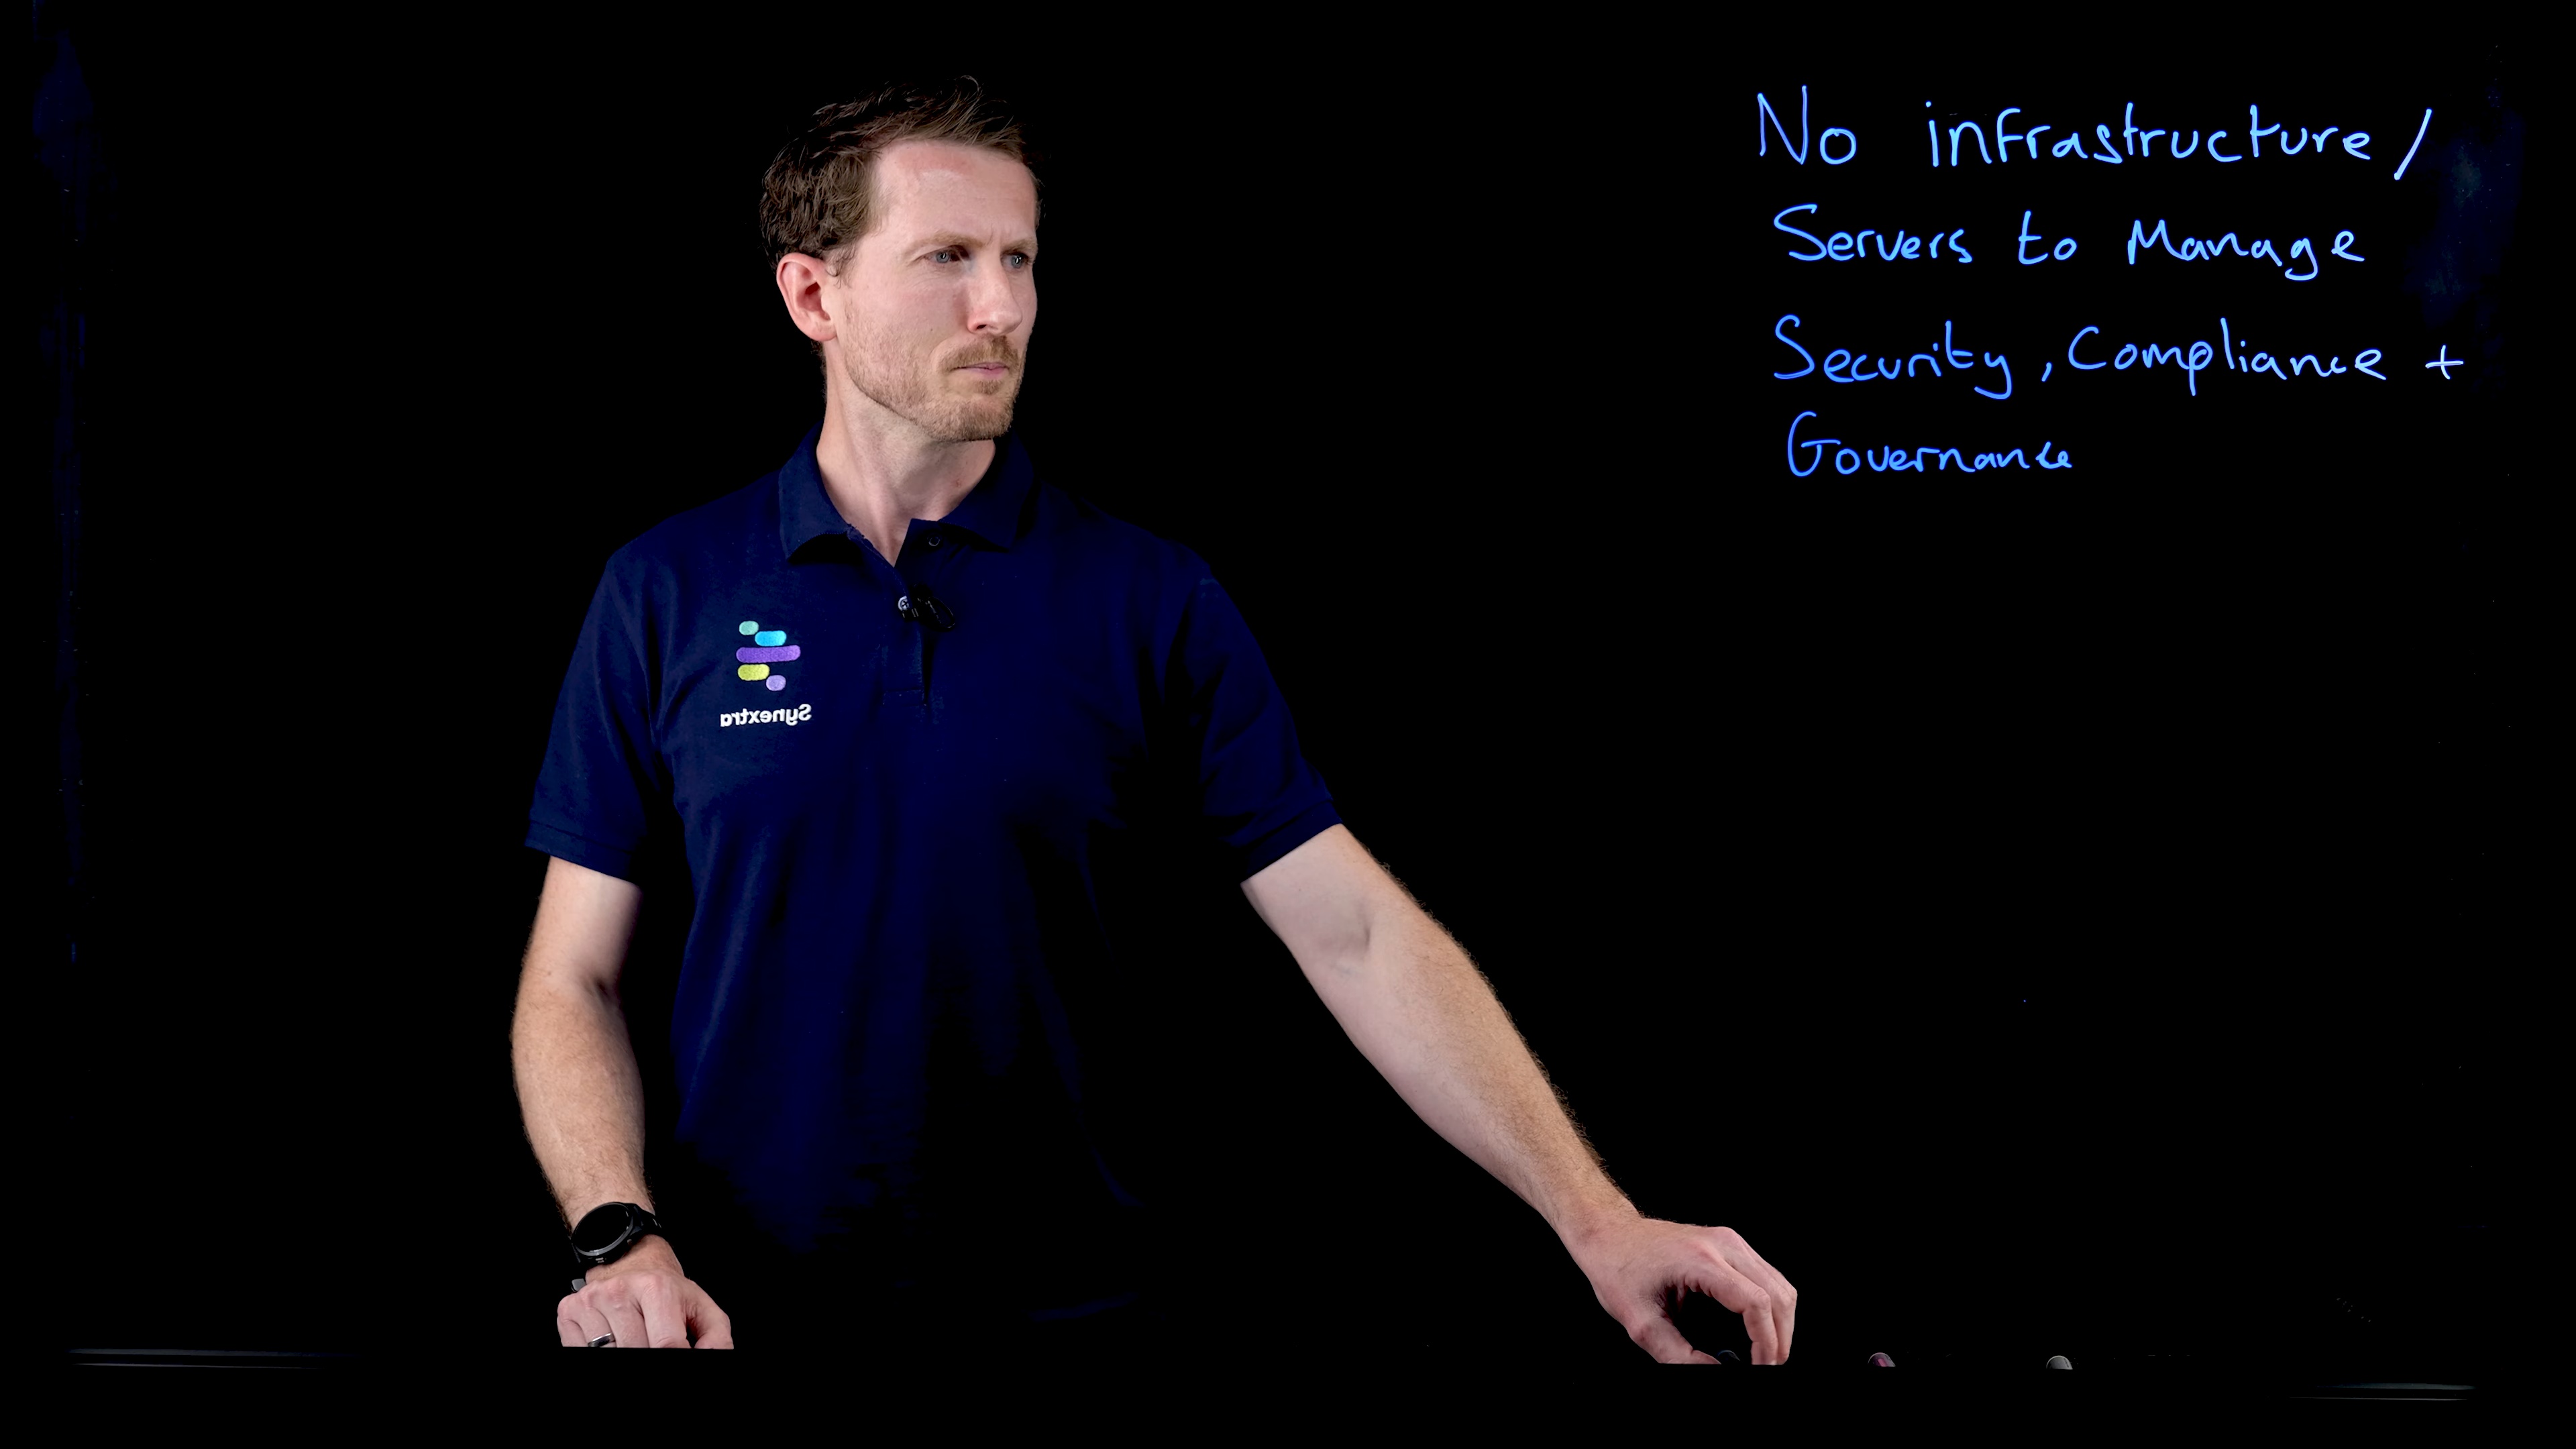 No infrastructure/
Servers to Manage
Security, Compliance +
Governance
Synextra